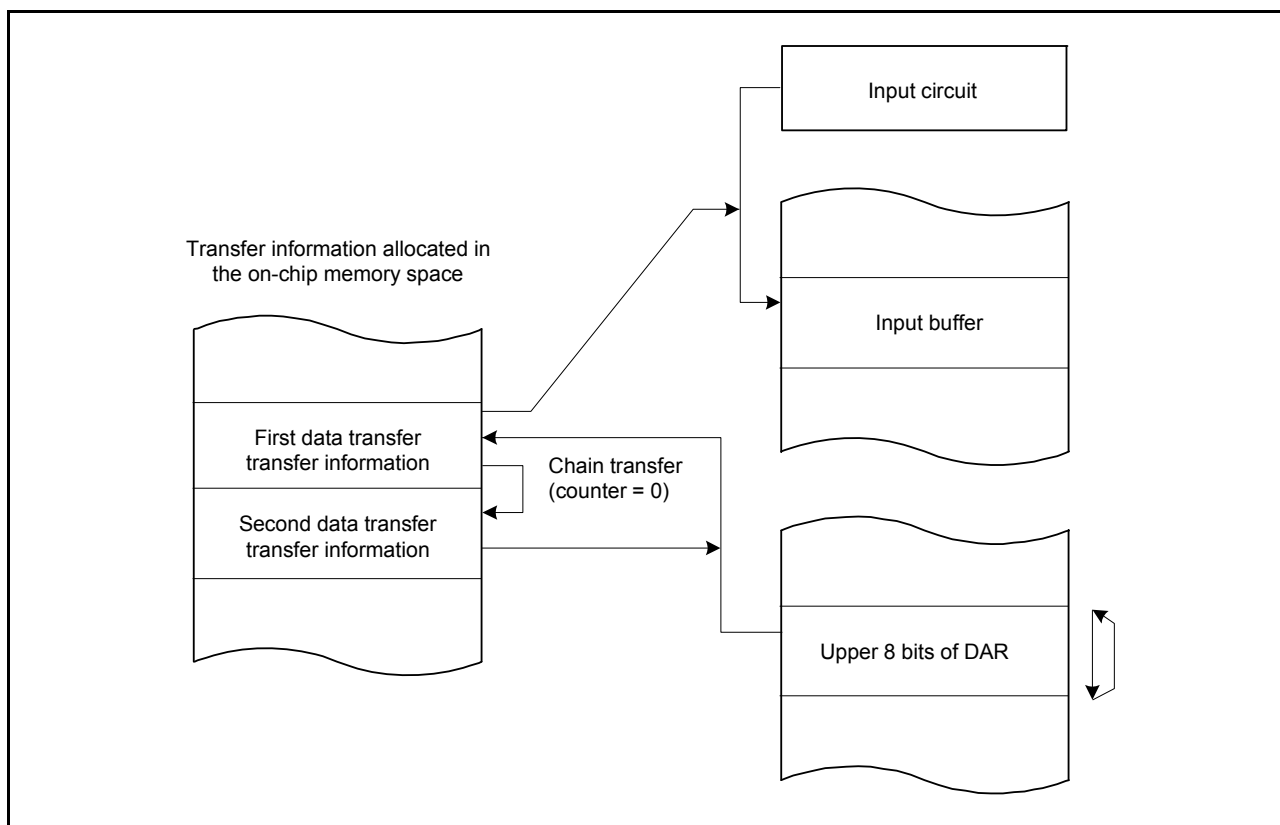 Input circuit
Transfer information allocated in
the on-chip memory space
Input buffer
First data transfer
transfer information
Chain transfer
(counter = 0)
Second data transfer
transfer information
Upper 8 bits of DAR